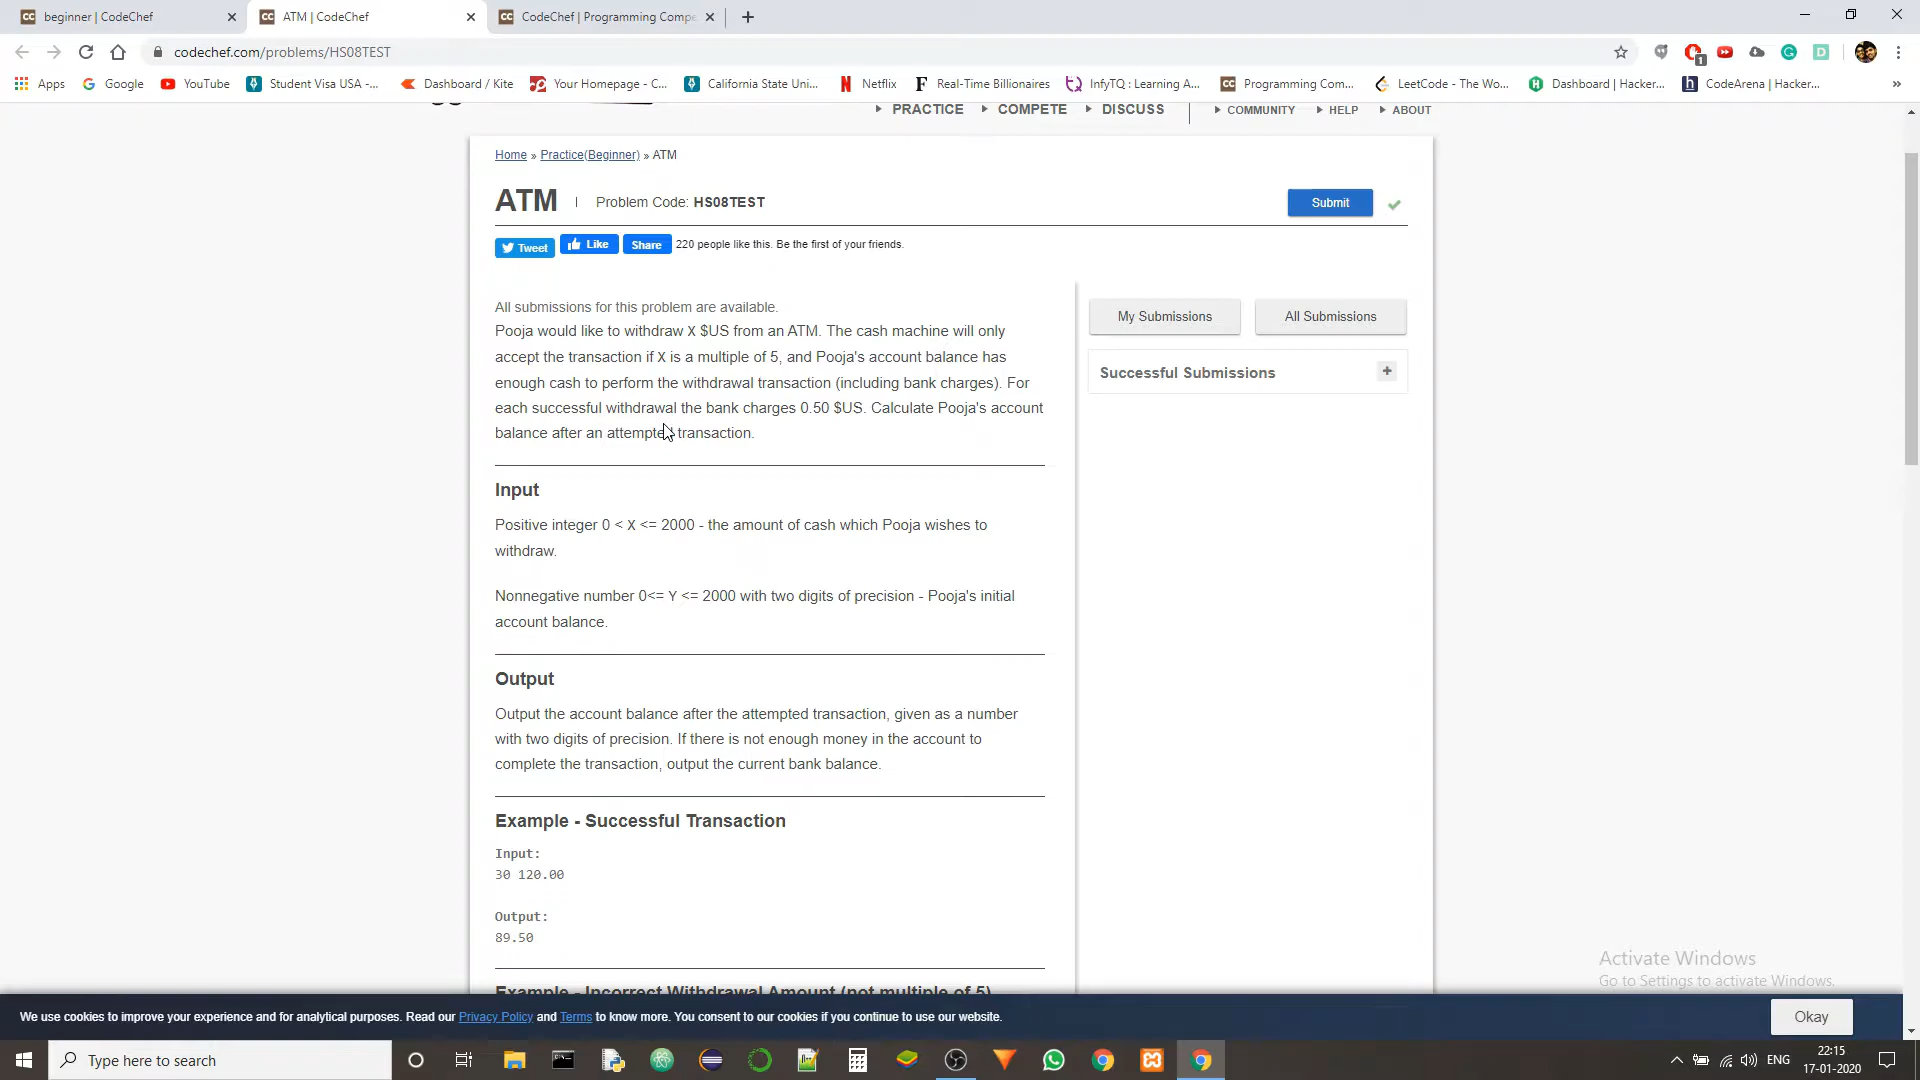 beginner | CodeChef
ATM | CodeChef
CodeChef | Programming Compe
codechef.com/problems/HS08TEST
Apps
Google
YouTube
Student Visa USA -...
Dashboard / Kite
Your Homepage - C...
California State Uni...
Netflix
Real-Time Billionaires
InfyTQ : Learning A...
Programming Com...
LeetCode - The Wo...
Dashboard | Hacker...
CodeArena | Hacker...
»
PRACTICE
COMPETE
DISCUSS
COMMUNITY
HELP
ABOUT
Home » Practice(Beginner) » ATM
ATM
Problem Code: HS08TEST
Submit
Tweet
Like
Share
220 people like this. Be the first of your friends.
All submissions for this problem are available.
Pooja would like to withdraw X $US from an ATM. The cash machine will only
accept the transaction if X is a multiple of 5, and Pooja's account balance has
enough cash to perform the withdrawal transaction (including bank charges). For
each successful withdrawal the bank charges 0.50 $US. Calculate Pooja's account
balance after an attempted transaction.
My Submissions
All Submissions
Successful Submissions
+
Input
Positive integer 0 < X <= 2000 - the amount of cash which Pooja wishes to
withdraw.
Nonnegative number 0<= Y <= 2000 with two digits of precision - Pooja's initial
account balance.
Output
Output the account balance after the attempted transaction, given as a number
with two digits of precision. If there is not enough money in the account to
complete the transaction, output the current bank balance.
Example - Successful Transaction
Input:
30 120.00
Output:
89.50
Example - Incorrect Withdrawal Amount (not multiple of 5)
Activate Windows
Go to Settings to activate Windows.
We use cookies to improve your experience and for analytical purposes. Read our Privacy Policy and Terms to know more. You consent to our cookies if you continue to use our website.
Okay
Type here to search
ENG
22:15
17-01-2020